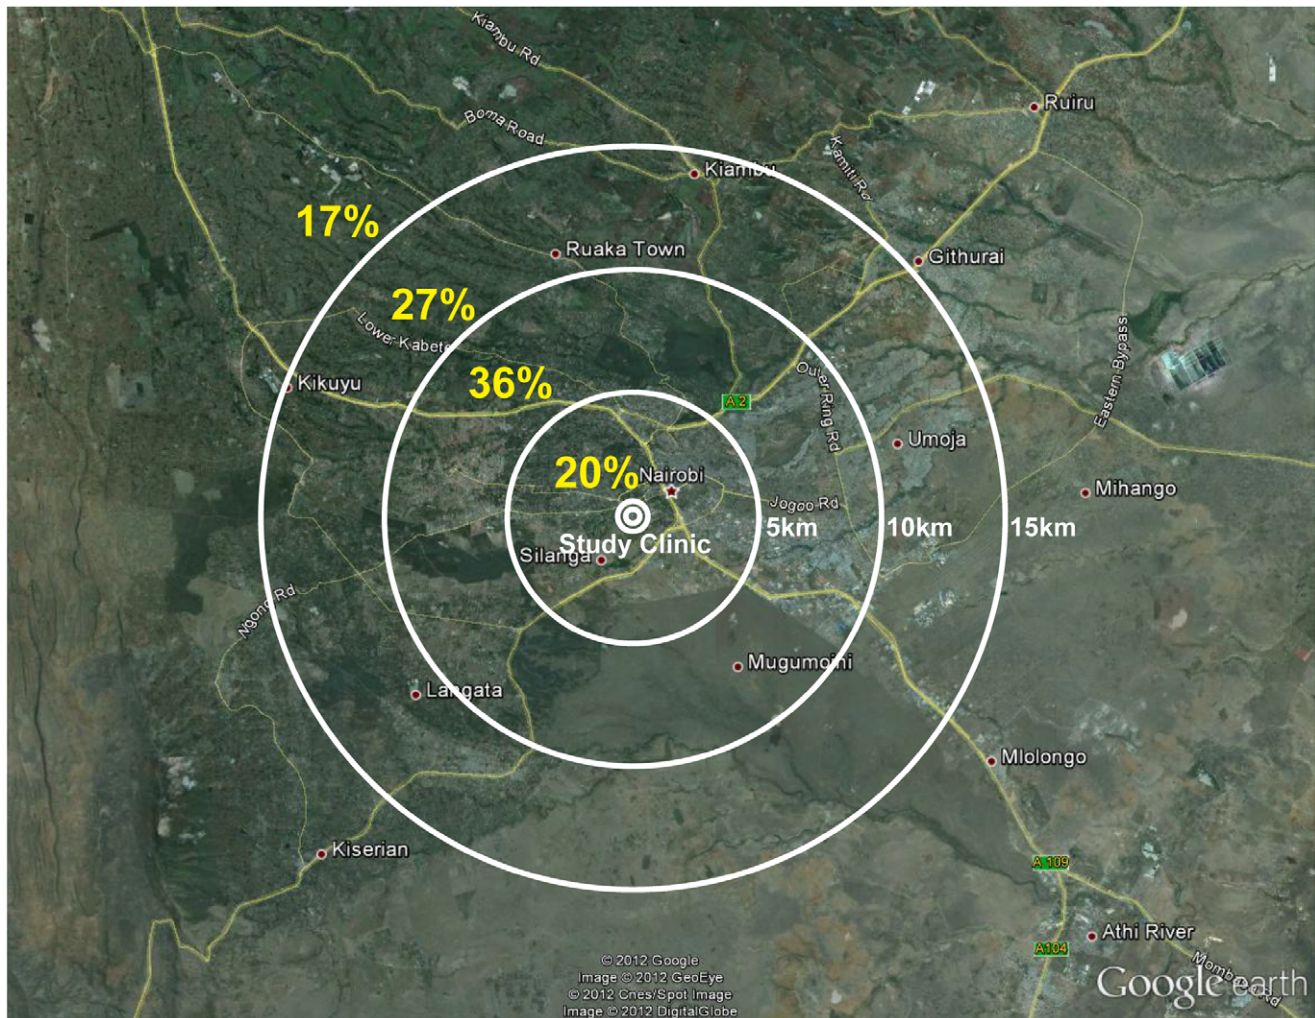 Kiambu Rd
Boma Road
Ruiru
Kamiti Rd
Kiambu
17%
Ruaka Town
Githurai
27%
Lower Kabete
Eastern Bypass
36%
Kikuyu
Outer Ring Rd
A 2
Umoja
20%
Nairobi
Mihango
Jogoo Rd
5km
10km
15km
Study Clinic
Silanga
Ngong Rd
Mugumoini
Langata
Mlolongo
Kiserian
A 109
Athi River
A104
© 2012 Google
Image © 2012 GeoEye
© 2012 Cnes/Spot Image
Image © 2012 DigitalGlobe
Mombasa Rd
Google earth